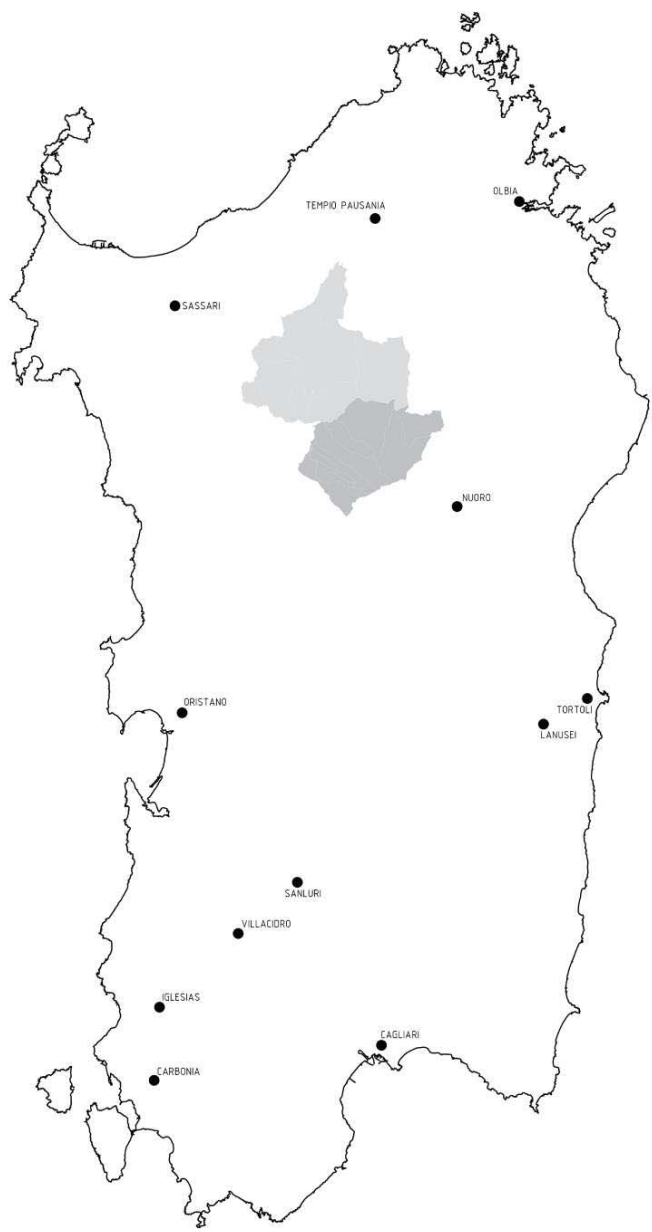 OLBIA
TEMPIO PAUSANIA
SASSARI
NUORO
ORISTANO
TORTOLI
LANUSEI
SANLURI
VILLACIDRO
IGLESIAS
CAGLIARI
CARBONIA